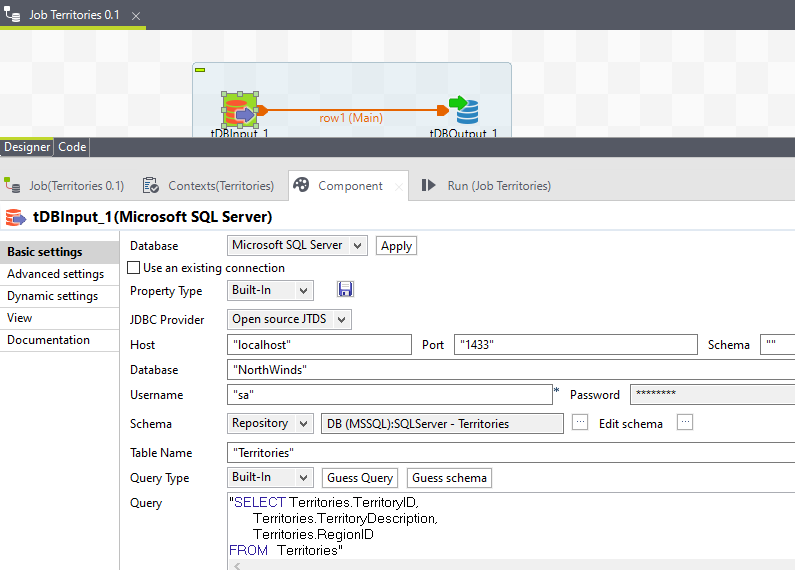 Job Territories 0.1
row1 (Main)
tDBInput_1
tDBOutput_1
Designer Code
Job(Territories 0.1) Contexts(Territories) Component Run (Job Territories)
tDBInput_1(Microsoft SQL Server)
Basic settings
Advanced settings
Dynamic settings
View
Documentation
Database Microsoft SQL Server Apply
Use an existing connection
Property Type Built-In
JDBC Provider Open source JTDS
Host "localhost" Port "1433" Schema ""
Database "NorthWinds"
Username "sa" * Password ********
Schema Repository DB (MSSQL):SQLServer - Territories ... Edit schema ...
Table Name "Territories"
Query Type Built-In Guess Query Guess schema
Query "SELECT Territories.TerritoryID,
Territories.TerritoryDescription,
Territories.RegionID
FROM Territories"